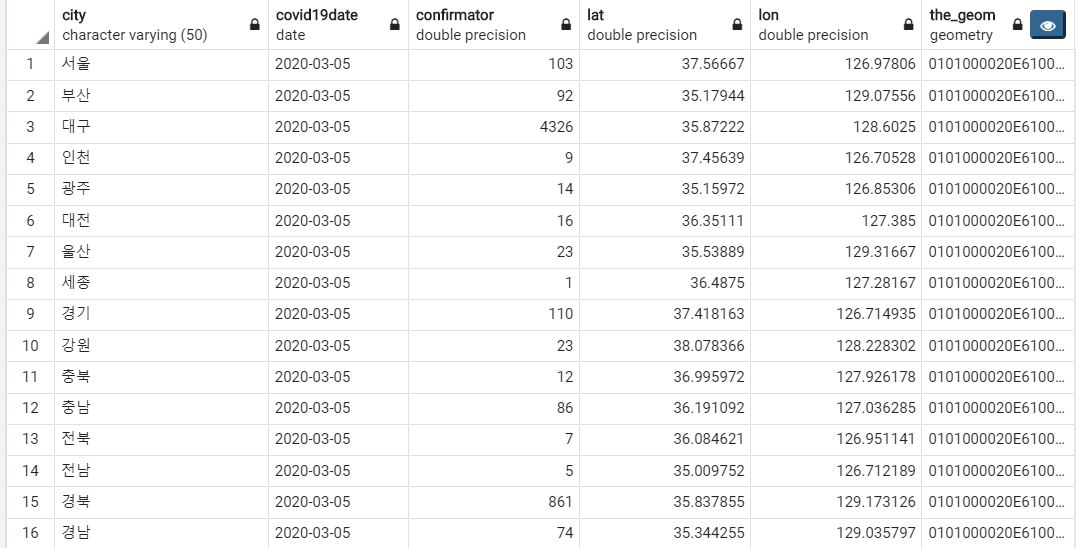 city covid19date confirmator lat lon the_geom
character varying (50) date double precision double precision double precision geometry
1 서울 2020-03-05 103 37.56667 126.97806 0101000020E6100...
2 부산 2020-03-05 92 35.17944 129.07556 0101000020E6100...
3 대구 2020-03-05 4326 35.87222 128.6025 0101000020E6100...
4 인천 2020-03-05 9 37.45639 126.70528 0101000020E6100...
5 광주 2020-03-05 14 35.15972 126.85306 0101000020E6100...
6 대전 2020-03-05 16 36.35111 127.385 0101000020E6100...
7 울산 2020-03-05 23 35.53889 129.31667 0101000020E6100...
8 세종 2020-03-05 1 36.4875 127.28167 0101000020E6100...
9 경기 2020-03-05 110 37.418163 126.714935 0101000020E6100...
10 강원 2020-03-05 23 38.078366 128.228302 0101000020E6100...
11 충북 2020-03-05 12 36.995972 127.926178 0101000020E6100...
12 충남 2020-03-05 86 36.191092 127.036285 0101000020E6100...
13 전북 2020-03-05 7 36.084621 126.951141 0101000020E6100...
14 전남 2020-03-05 5 35.009752 126.712189 0101000020E6100...
15 경북 2020-03-05 861 35.837855 129.173126 0101000020E6100...
16 경남 2020-03-05 74 35.344255 129.035797 0101000020E6100...